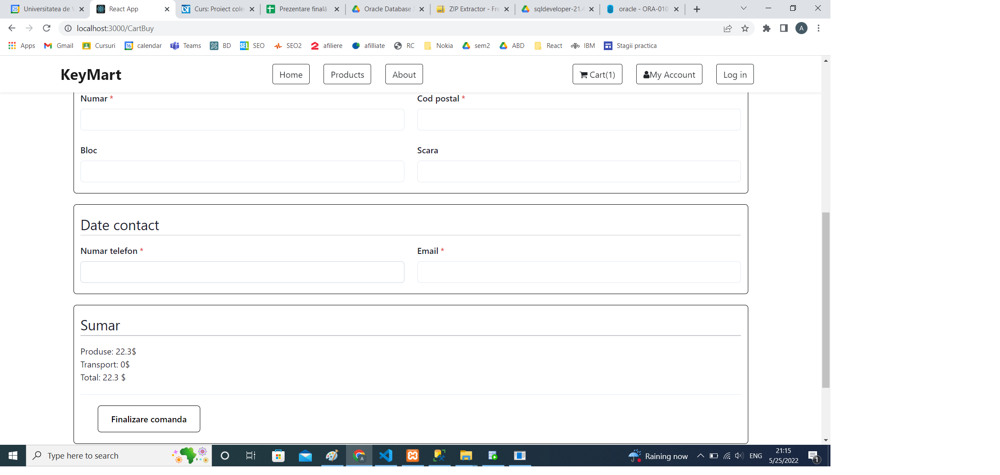 25 Universitatea de V
React App
Curs: Proiect cole
Prezentare finală
Oracle Database
ZIP Extractor - Fre
sqldeveloper-21.4
oracle - ORA-010
localhost:3000/CartBuy
A
Apps
Gmail
Cursuri
16 calendar
Teams
BD
SEL SEO
SEO2
afiliere
afilliate
RC
Nokia
sem2
ABD
React
IBM
Stagii practica
KeyMart
Home
Products
About
Cart(1)
My Account
Log in
Numar *
Cod postal *
Bloc
Scara
Date contact
Numar telefon *
Email *
Sumar
Produse: 22.3$
Transport: 0$
Total: 22.3 $
Finalizare comanda
Type here to search
Raining now
ENG
21:15
5/25/2022
1